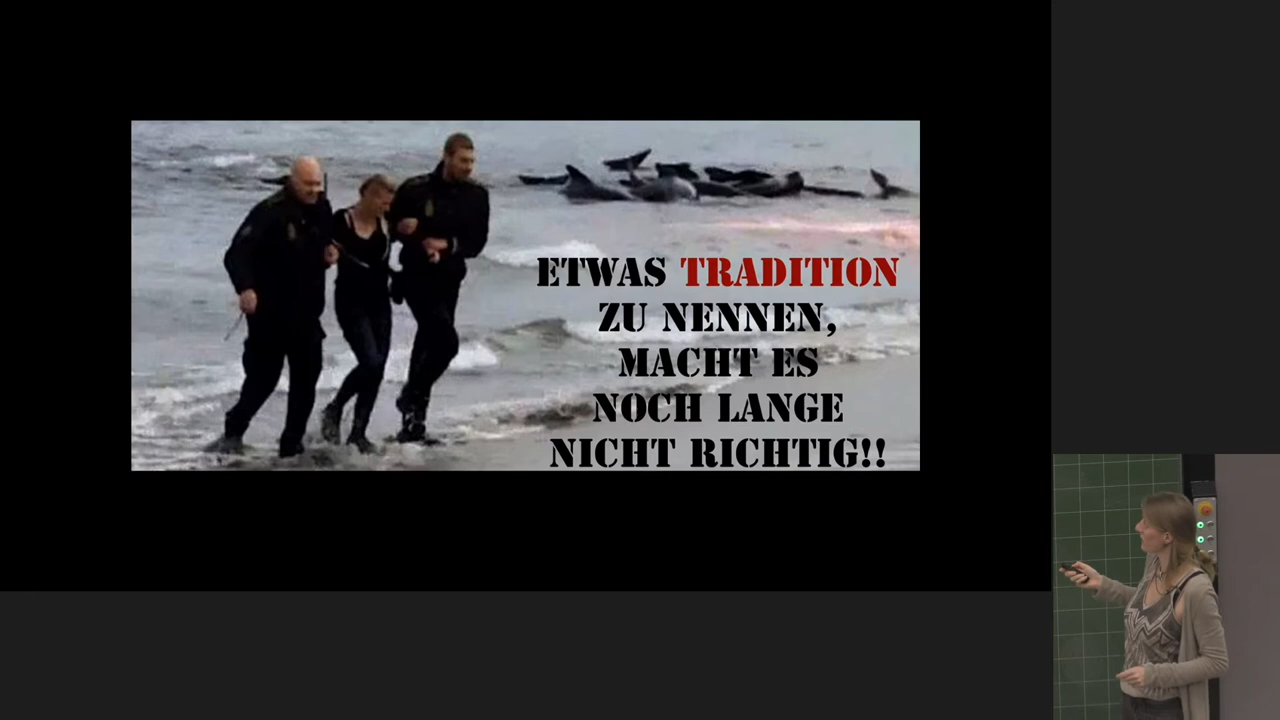 ETWAS TRADITION
ZU NENNEN,
MACHT ES
NOCH LANGE
NICHT RICHTIG!!